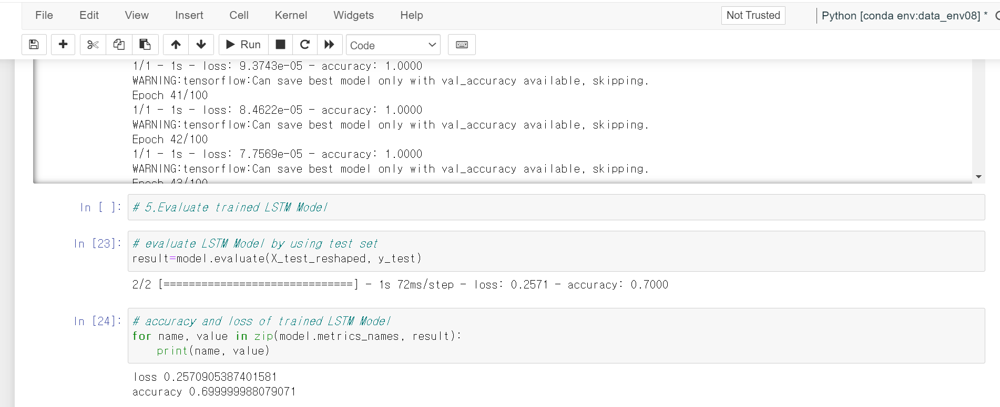 File Edit View Insert Cell Kernel Widgets Help Not Trusted Python [conda env:data_env08] *
Run Code
1/1 - 1s - loss: 9.3743e-05 - accuracy: 1.0000
WARNING:tensorflow:Can save best model only with val_accuracy available, skipping.
Epoch 41/100
1/1 - 1s - loss: 8.4622e-05 - accuracy: 1.0000
WARNING:tensorflow:Can save best model only with val_accuracy available, skipping.
Epoch 42/100
1/1 - 1s - loss: 7.7569e-05 - accuracy: 1.0000
WARNING:tensorflow:Can save best model only with val_accuracy available, skipping.
Epoch 43/100
In [ ]: # 5.Evaluate trained LSTM Model
In [23]: # evaluate LSTM Model by using test set
result=model.evaluate(X_test_reshaped, y_test)
2/2 [==============================] - 1s 72ms/step - loss: 0.2571 - accuracy: 0.7000
In [24]: # accuracy and loss of trained LSTM Model
for name, value in zip(model.metrics_names, result):
    print(name, value)
loss 0.2570905387401581
accuracy 0.699999988079071